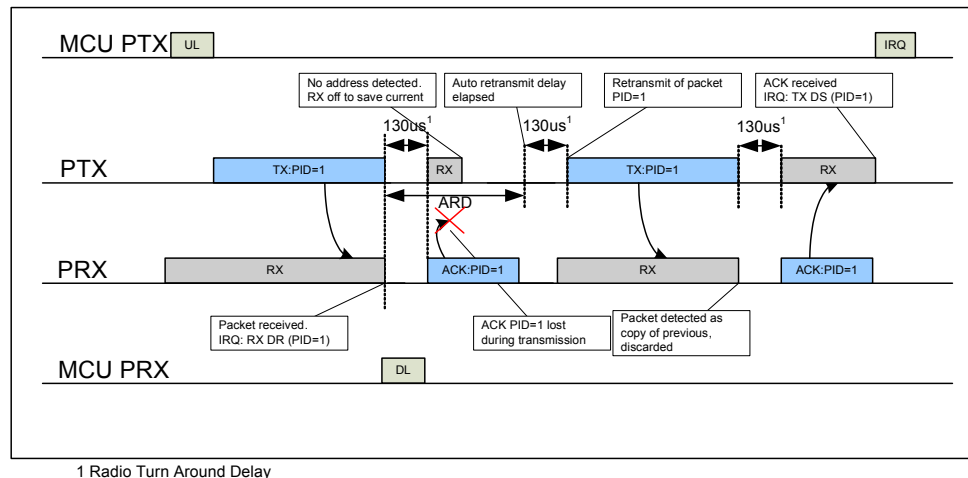 MCU PTX
UL
IRQ
No address detected.
RX off to save current
Auto retransmit delay
elapsed
Retransmit of packet
PID=1
ACK received
IRQ: TX DS (PID=1)
130us1
130us1
130us1
PTX
TX:PID=1
RX
TX:PID=1
RX
ARD
PRX
RX
ACK:PID=1
RX
ACK:PID=1
Packet received.
IRQ: RX DR (PID=1)
ACK PID=1 lost
during transmission
Packet detected as
copy of previous,
discarded
MCU PRX
DL
1 Radio Turn Around Delay